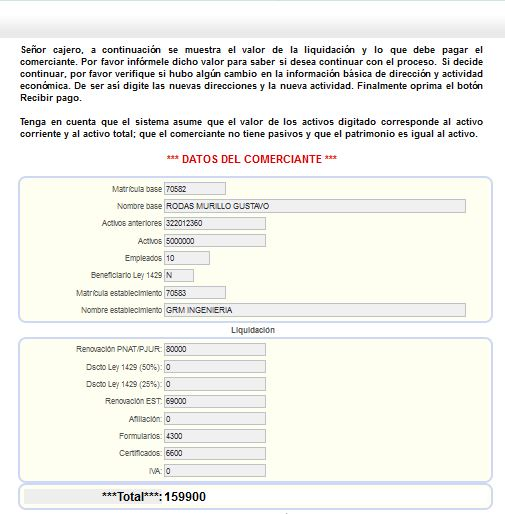 Señor cajero, a continuación se muestra el valor de la liquidación y lo que debe pagar el
comerciante. Por favor infórmele dicho valor para saber si desea continuar con el proceso. Si decide
continuar, por favor verifique si hubo algún cambio en la información básica de dirección y actividad
económica. De ser así digite las nuevas direcciones y la nueva actividad. Finalmente oprima el botón
Recibir pago.
Tenga en cuenta que el sistema asume que el valor de los activos digitado corresponde al activo
corriente y al activo total; que el comerciante no tiene pasivos y que el patrimonio es igual al activo.
*** DATOS DEL COMERCIANTE ***
Matrícula base 70582
Nombre base RODAS MURILLO GUSTAVO
Activos anteriores 322012360
Activos 5000000
Empleados 10
Beneficiario Ley 1429 N
Matrícula establecimiento 70583
Nombre establecimiento GRM INGENIERIA
Liquidación
Renovación PNAT/PJUR: 80000
Dscto Ley 1429 (50%): 0
Dscto Ley 1429 (25%): 0
Renovación EST: 69000
Afiliación: 0
Formularios: 4300
Certificados: 6600
IVA: 0
***Total***: 159900